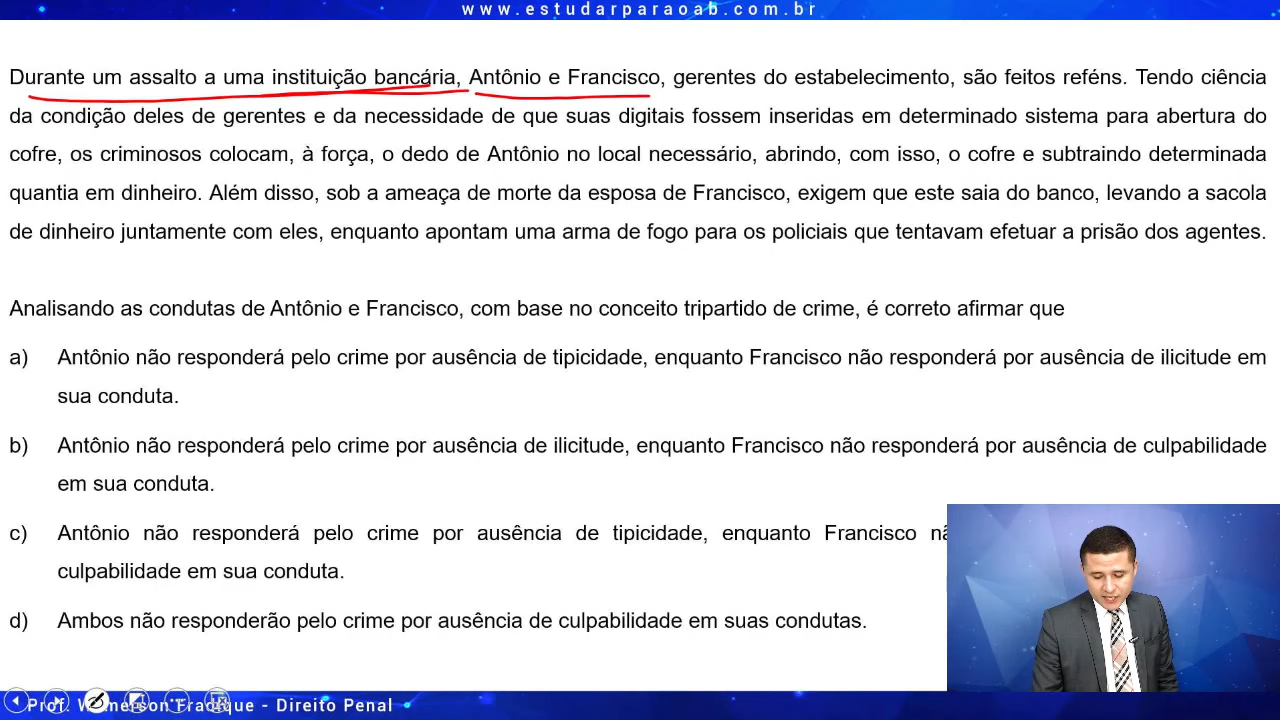 www.estudarparaoab.com.br
Durante um assalto a uma instituição bancária, Antônio e Francisco, gerentes do estabelecimento, são feitos reféns. Tendo ciência
da condição deles de gerentes e da necessidade de que suas digitais fossem inseridas em determinado sistema para abertura do
cofre, os criminosos colocam, à força, o dedo de Antônio no local necessário, abrindo, com isso, o cofre e subtraindo determinada
quantia em dinheiro. Além disso, sob a ameaça de morte da esposa de Francisco, exigem que este saia do banco, levando a sacola
de dinheiro juntamente com eles, enquanto apontam uma arma de fogo para os policiais que tentavam efetuar a prisão dos agentes.
Analisando as condutas de Antônio e Francisco, com base no conceito tripartido de crime, é correto afirmar que
a) Antônio não responderá pelo crime por ausência de tipicidade, enquanto Francisco não responderá por ausência de ilicitude em
sua conduta.
b) Antônio não responderá pelo crime por ausência de ilicitude, enquanto Francisco não responderá por ausência de culpabilidade
em sua conduta.
c) Antônio não responderá pelo crime por ausência de tipicidade, enquanto Francisco
culpabilidade em sua conduta.
d) Ambos não responderão pelo crime por ausência de culpabilidade em suas condutas.
Prof. - Direito Penal